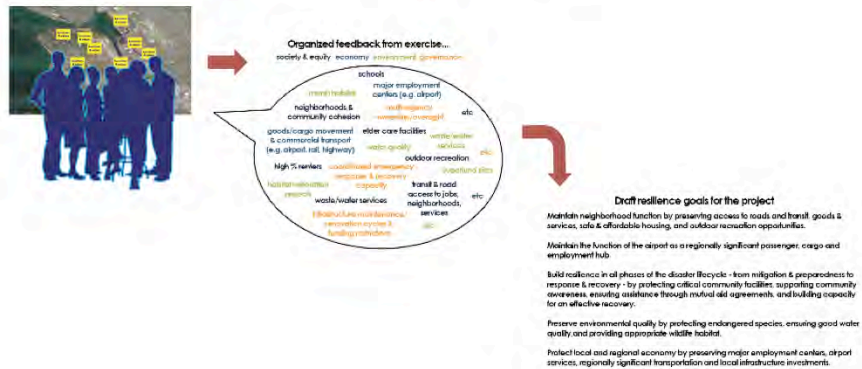 Organized feedback from exercise...
society & equity economy environment governance
schools
major employment
centers (e.g. airport)
marsh habitat
neighborhoods &
community cohesion
multi-agency
etc
goods/cargo movement
& commercial transport
(e.g. airport, rail, highway)
elder care facilities
waste/water
services
water quality
etc
outdoor recreation
high % renters
coordinated emergency
response & recovery
capacity
transit & road
access to jobs,
neighborhoods,
services
etc
waste/water services
infrastructure maintenance/
renovation cycles &
funding
etc
Draft resilience goals for the project
Maintain neighborhood function by preserving access to roads and transit, goods &
services, safe & affordable housing, and outdoor recreation opportunities.
Maintain the function of the airport as a regionally significant passenger, cargo and
employment hub.
Build resilience in all phases of the disaster lifecycle - from mitigation & preparedness to
response & recovery - by protecting critical community facilities, supporting community
awareness, ensuring assistance through mutual aid agreements, and building capacity
for an effective recovery.
Preserve environmental quality by protecting endangered species, ensuring good water
quality and providing appropriate wildlife habitat.
Protect local and regional economy by preserving major employment centers, airport
services, regionally significant transportation and local infrastructure investments.